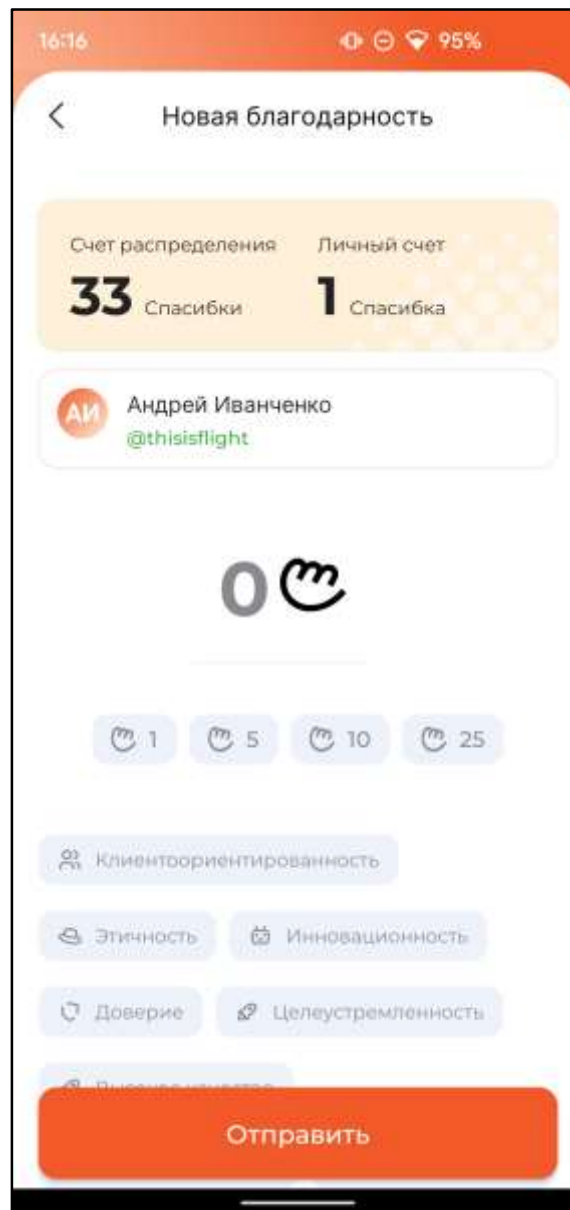 16:16 95%
Новая благодарность
Счет распределения Личный счет
33 Спасибки 1 Спасибка
АИ Андрей Иванченко
@thisisflight
0
1 5 10 25
Клиентоориентированность
Этичность Инновационность
Доверие Целеустремленность
Отправить